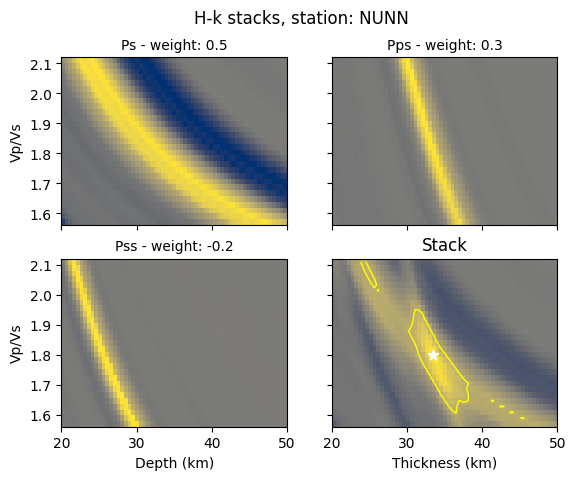 H-k stacks, station: NUNN
Ps - weight: 0.5
Pps - weight: 0.3
2.1
2.0
1.9
1.8
1.7
1.6
Vp/Vs
Pss - weight: -0.2
Stack
2.1
2.0
1.9
1.8
1.7
1.6
Vp/Vs
20 30 40 50
20 30 40 50
Depth (km)
Thickness (km)